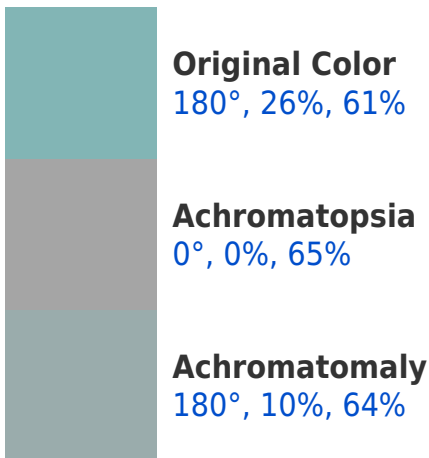 Original Color
180°, 26%, 61%
Achromatopsia
0°, 0%, 65%
Achromatomaly
180°, 10%, 64%